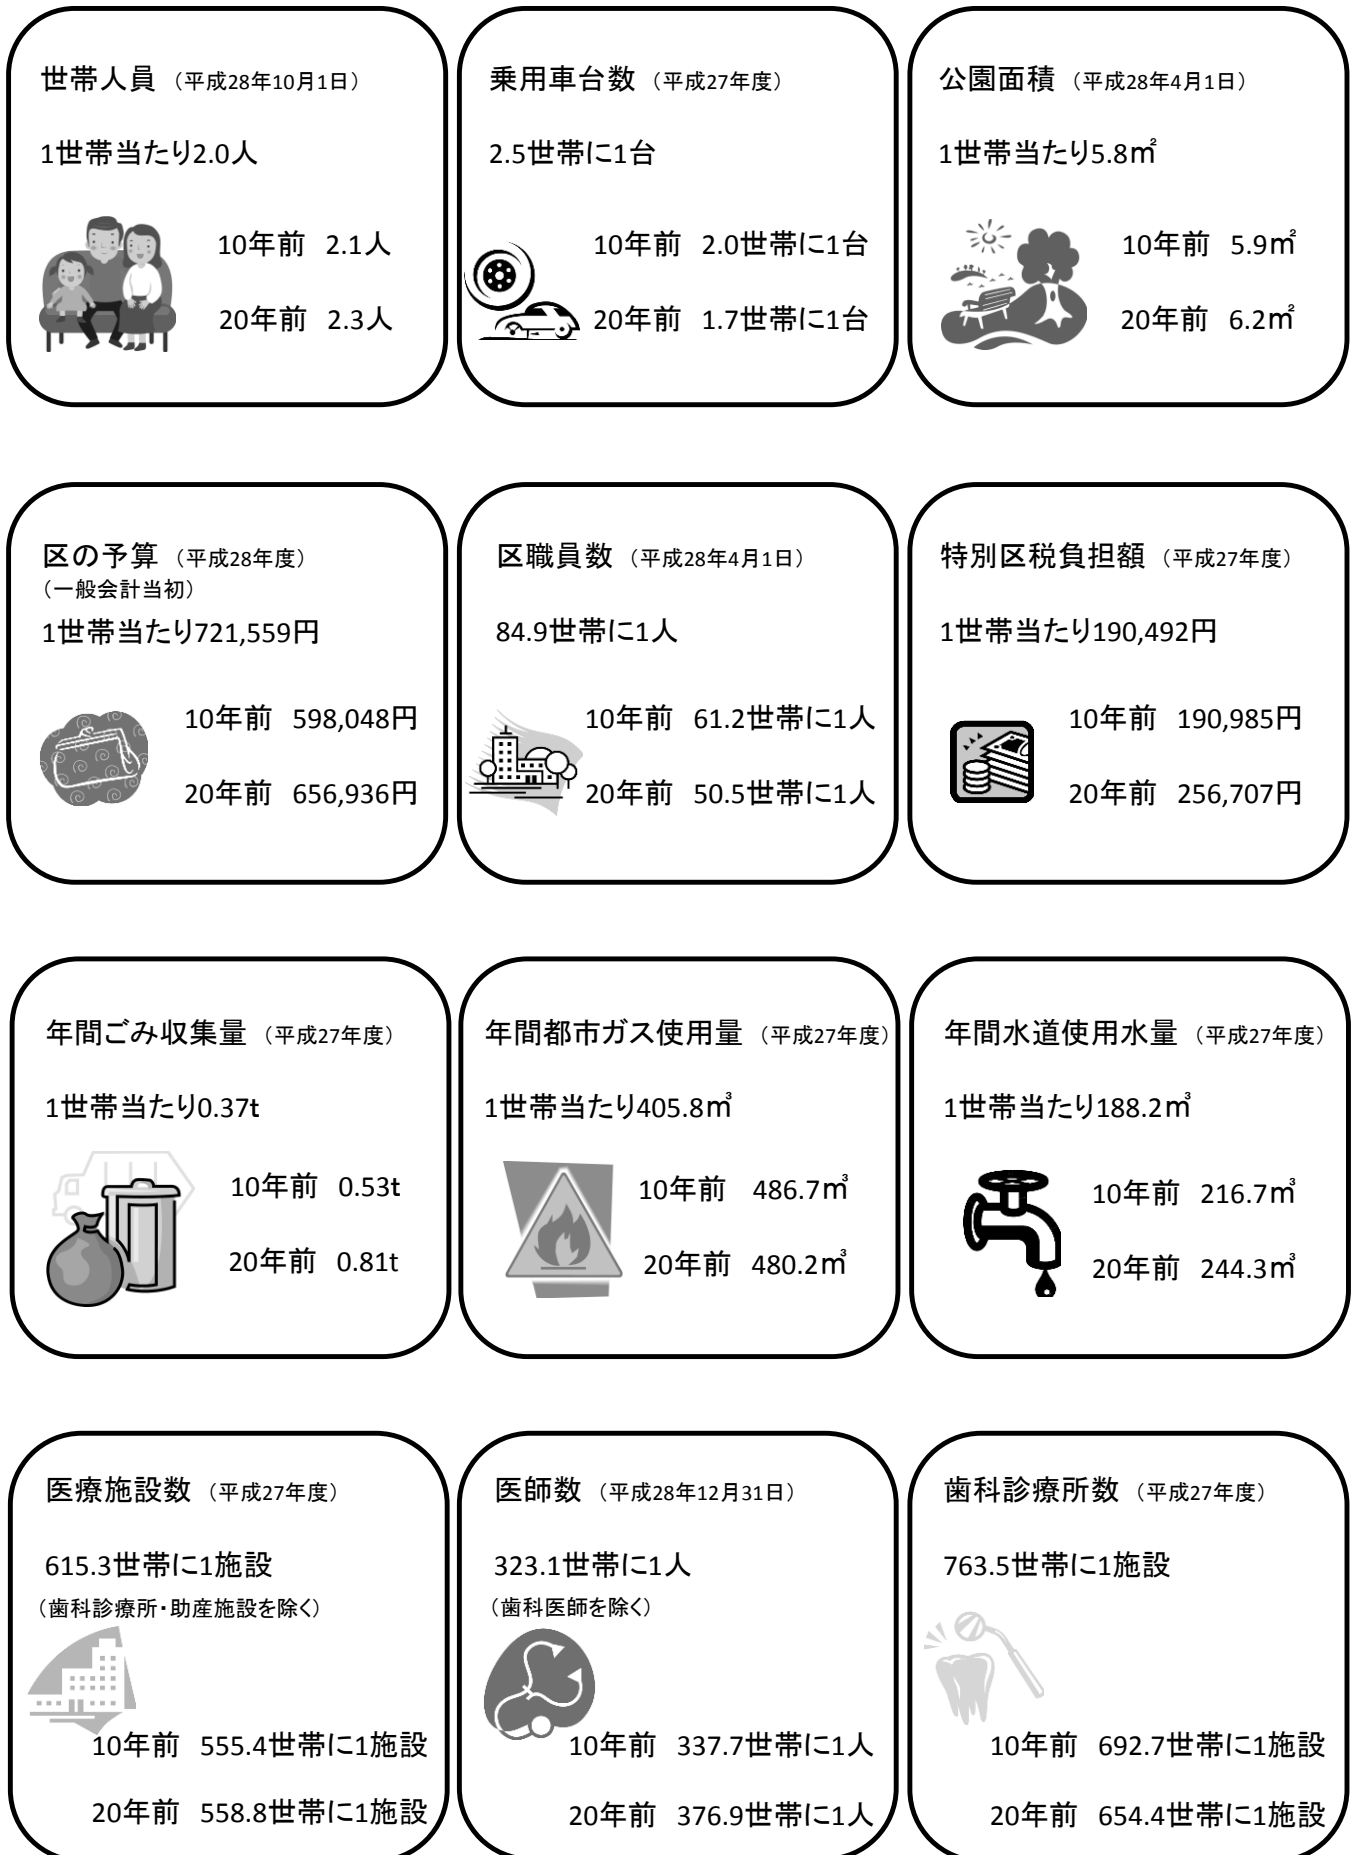 世帯人員 （平成28年10月1日）
1世帯当たり2.0人
10年前 2.1人
20年前 2.3人
乗用車台数 （平成27年度）
2.5世帯に1台
10年前 2.0世帯に1台
20年前 1.7世帯に1台
公園面積 （平成28年4月1日）
1世帯当たり5.8㎡
10年前 5.9㎡
20年前 6.2㎡
区の予算 （平成28年度）
（一般会計当初）
1世帯当たり721,559円
10年前 598,048円
20年前 656,936円
区職員数 （平成28年4月1日）
84.9世帯に1人
10年前 61.2世帯に1人
20年前 50.5世帯に1人
特別区税負担額 （平成27年度）
1世帯当たり190,492円
10年前 190,985円
20年前 256,707円
年間ごみ収集量 （平成27年度）
1世帯当たり0.37t
10年前 0.53t
20年前 0.81t
年間都市ガス使用量 （平成27年度）
1世帯当たり405.8㎥
10年前 486.7㎥
20年前 480.2㎥
年間水道使用水量 （平成27年度）
1世帯当たり188.2㎥
10年前 216.7㎥
20年前 244.3㎥
医療施設数 （平成27年度）
615.3世帯に1施設
（歯科診療所・助産施設を除く）
10年前 555.4世帯に1施設
20年前 558.8世帯に1施設
医師数 （平成28年12月31日）
323.1世帯に1人
（歯科医師を除く）
10年前 337.7世帯に1人
20年前 376.9世帯に1人
歯科診療所数 （平成27年度）
763.5世帯に1施設
10年前 692.7世帯に1施設
20年前 654.4世帯に1施設